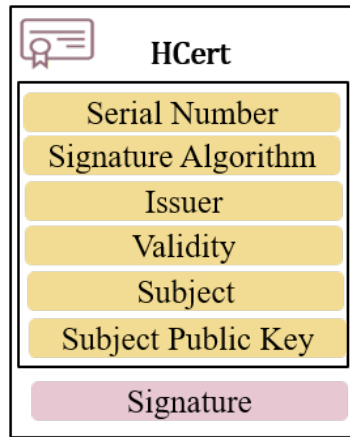 HCert
Serial Number
Signature Algorithm
Issuer
Validity
Subject
Subject Public Key
Signature